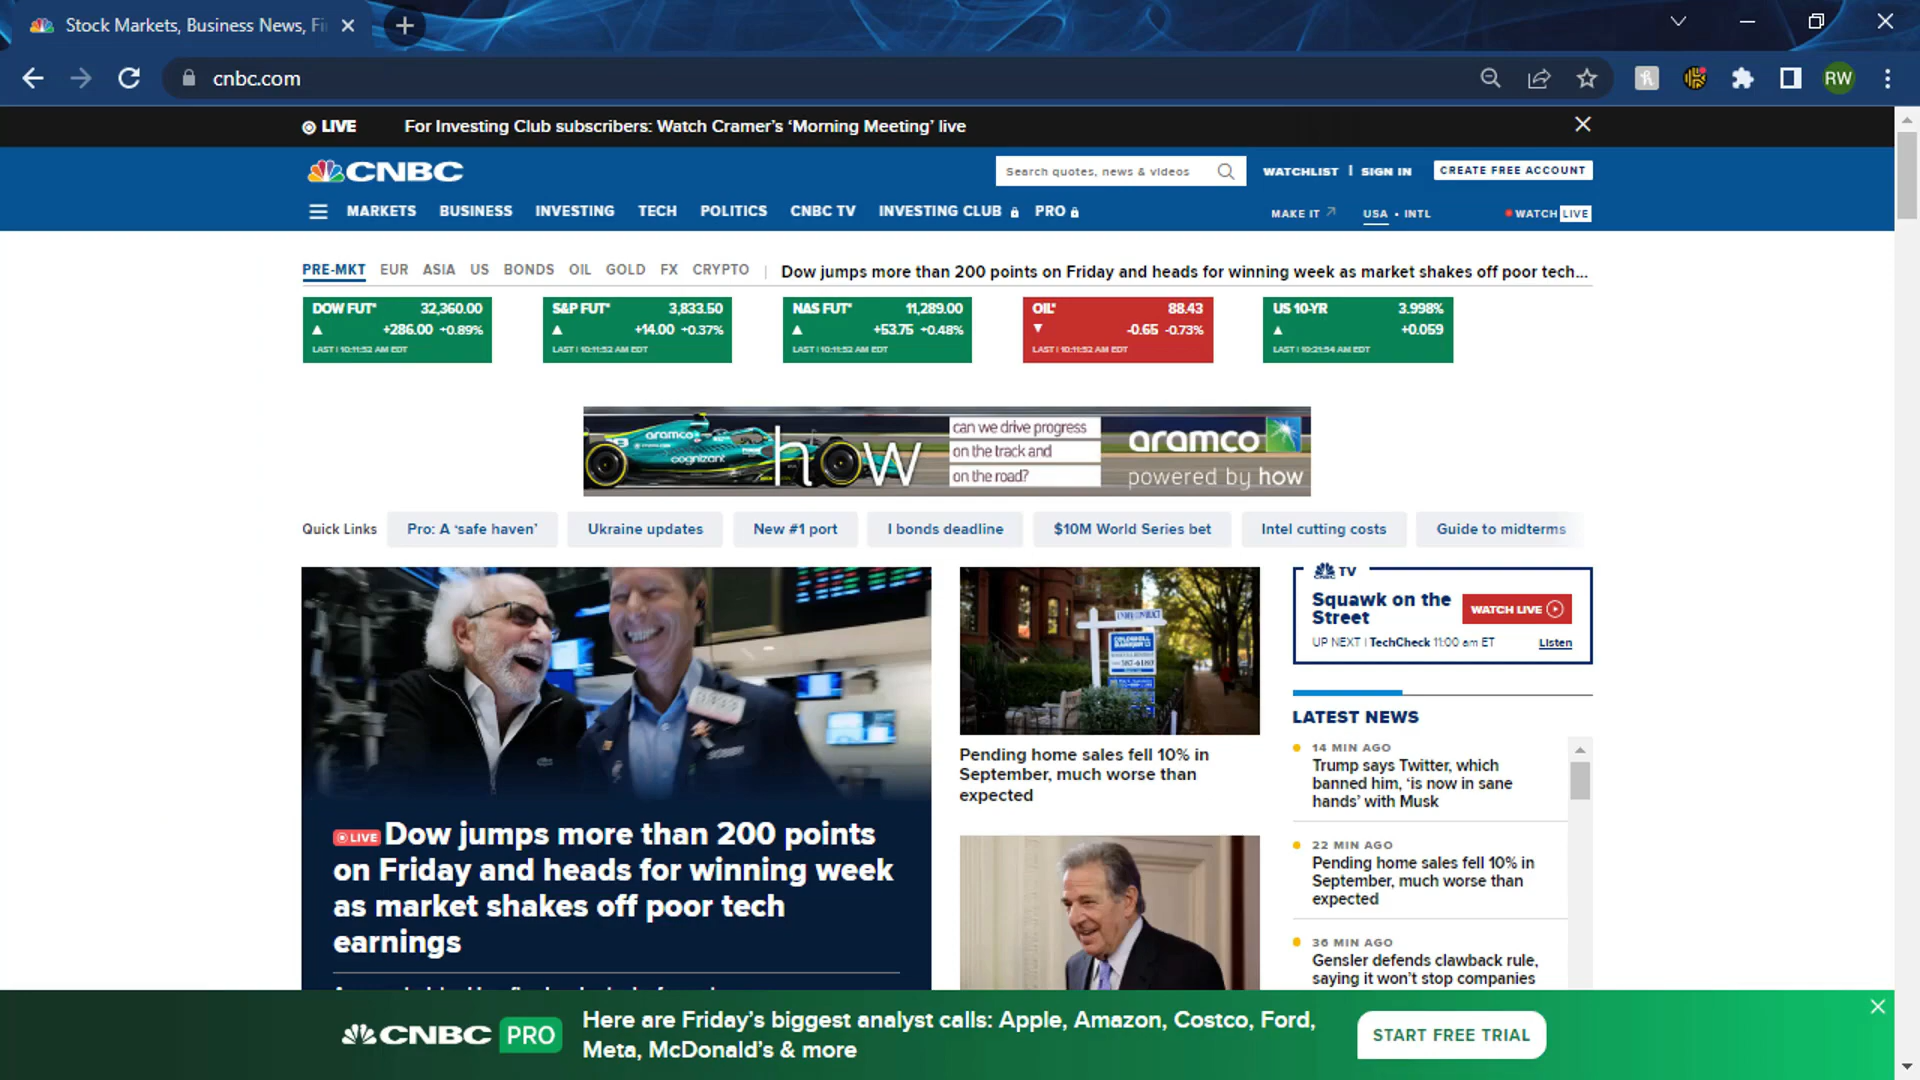 Stock Markets, Business News, Fi
cnbc.com
RW
LIVE
For Investing Club subscribers: Watch Cramer's ‘Morning Meeting’ live
CNBC
Search quotes, news & videos
WATCHLIST | SIGN IN
CREATE FREE ACCOUNT
MARKETS BUSINESS INVESTING TECH POLITICS CNBC TV INVESTING CLUB PRO
MAKE IT USA • INTL WATCH LIVE
PRE-MKT EUR ASIA US BONDS OIL GOLD FX CRYPTO
Dow jumps more than 200 points on Friday and heads for winning week as market shakes off poor tech...
DOW FUT* 32,360.00
+286.00 +0.89%
LAST | 10:11:52 AM EDT
S&P FUT* 3,833.50
+14.00 +0.37%
LAST | 10:11:52 AM EDT
NAS FUT* 11,289.00
+53.75 +0.48%
LAST | 10:11:52 AM EDT
OIL* 88.43
-0.65 -0.73%
LAST | 10:11:52 AM EDT
US 10-YR 3.998%
+0.059
LAST | 10:21:54 AM EDT
aramco
cognizant
how
can we drive progress
on the track and
on the road?
aramco
powered by how
Quick Links
Pro: A ‘safe haven’
Ukraine updates
New #1 port
I bonds deadline
$10M World Series bet
Intel cutting costs
Guide to midterms
LIVE Dow jumps more than 200 points
on Friday and heads for winning week
as market shakes off poor tech
earnings
UNDER CONTRACT
COLDWELL
BANKER
387-6180
Pending home sales fell 10% in
September, much worse than
expected
CNBC TV
Squawk on the
Street
WATCH LIVE
UP NEXT | TechCheck 11:00 am ET
Listen
LATEST NEWS
14 MIN AGO
Trump says Twitter, which
banned him, ‘is now in sane
hands’ with Musk
22 MIN AGO
Pending home sales fell 10% in
September, much worse than
expected
36 MIN AGO
Gensler defends clawback rule,
saying it won’t stop companies
CNBC PRO
Here are Friday’s biggest analyst calls: Apple, Amazon, Costco, Ford,
Meta, McDonald’s & more
START FREE TRIAL